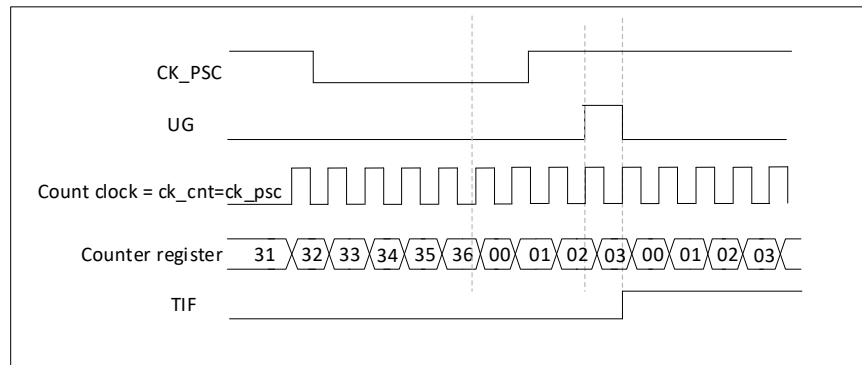 CK_PSC
UG
Count clock = ck_cnt=ck_psc
Counter register 31 32 33 34 35 36 00 01 02 03 00 01 02 03
TIF